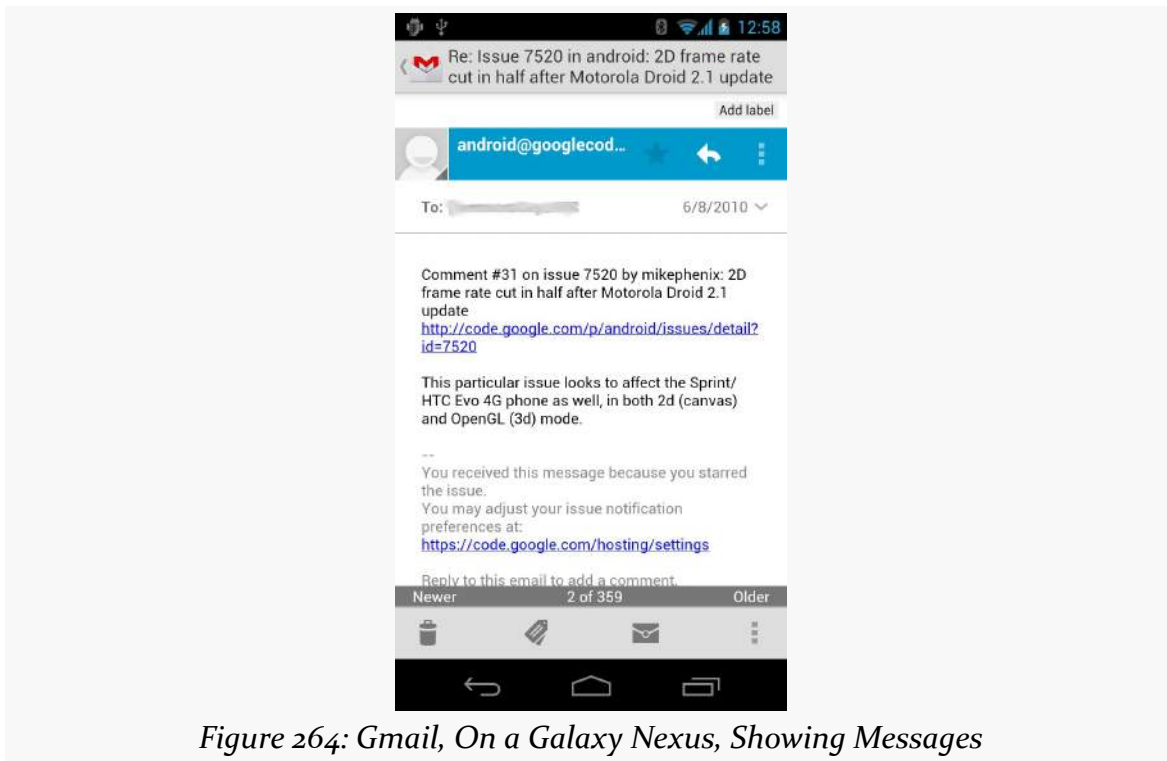 12:58
Re: Issue 7520 in android: 2D frame rate
cut in half after Motorola Droid 2.1 update
Add label
android@googlecod...
To:
6/8/2010
Comment #31 on issue 7520 by mikephenix: 2D
frame rate cut in half after Motorola Droid 2.1
update
http://code.google.com/p/android/issues/detail?
id=7520
This particular issue looks to affect the Sprint/
HTC Evo 4G phone as well, in both 2d (canvas)
and OpenGL (3d) mode.
--
You received this message because you starred
the issue.
You may adjust your issue notification
preferences at:
https://code.google.com/hosting/settings
Reply to this email to add a comment.
Newer 2 of 359 Older
Figure 264: Gmail, On a Galaxy Nexus, Showing Messages